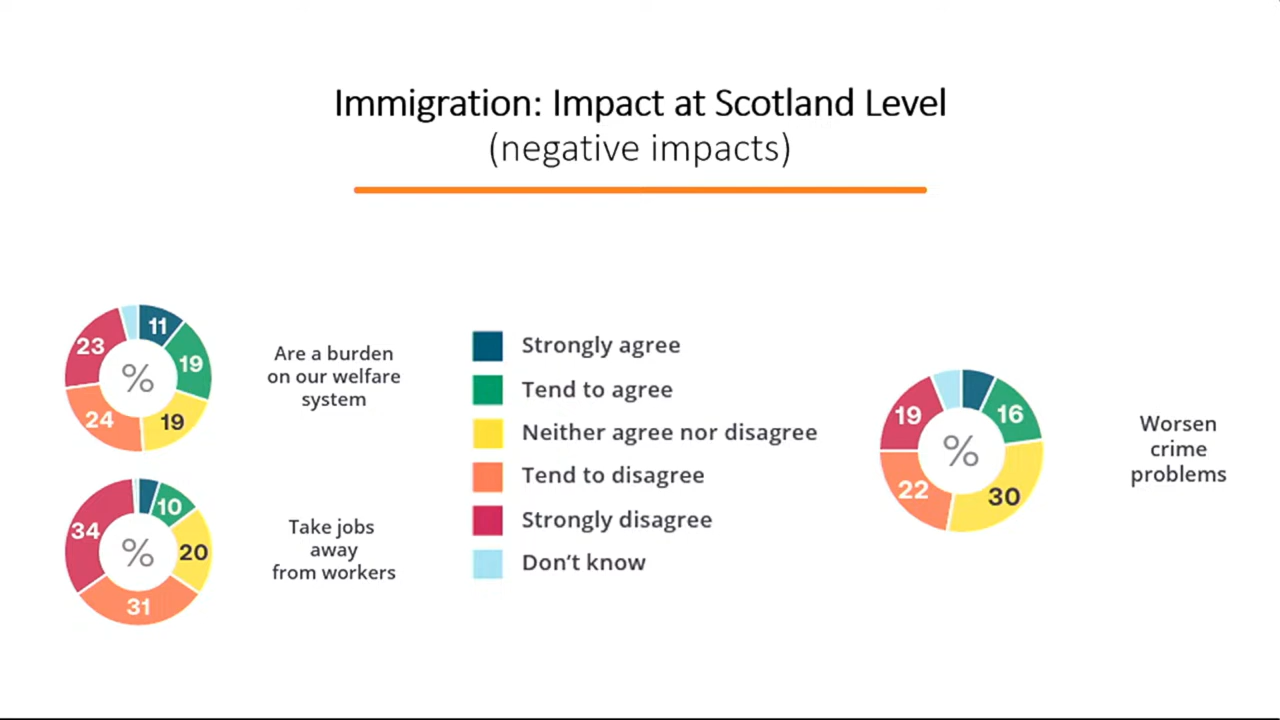 Immigration: Impact at Scotland Level
(negative impacts)
11
19
19
24
23
%
Are a burden
on our welfare
system
10
20
31
34
%
Take jobs
away
from workers
Strongly agree
Tend to agree
Neither agree nor disagree
Tend to disagree
Strongly disagree
Don’t know
16
30
22
19
%
Worsen
crime
problems